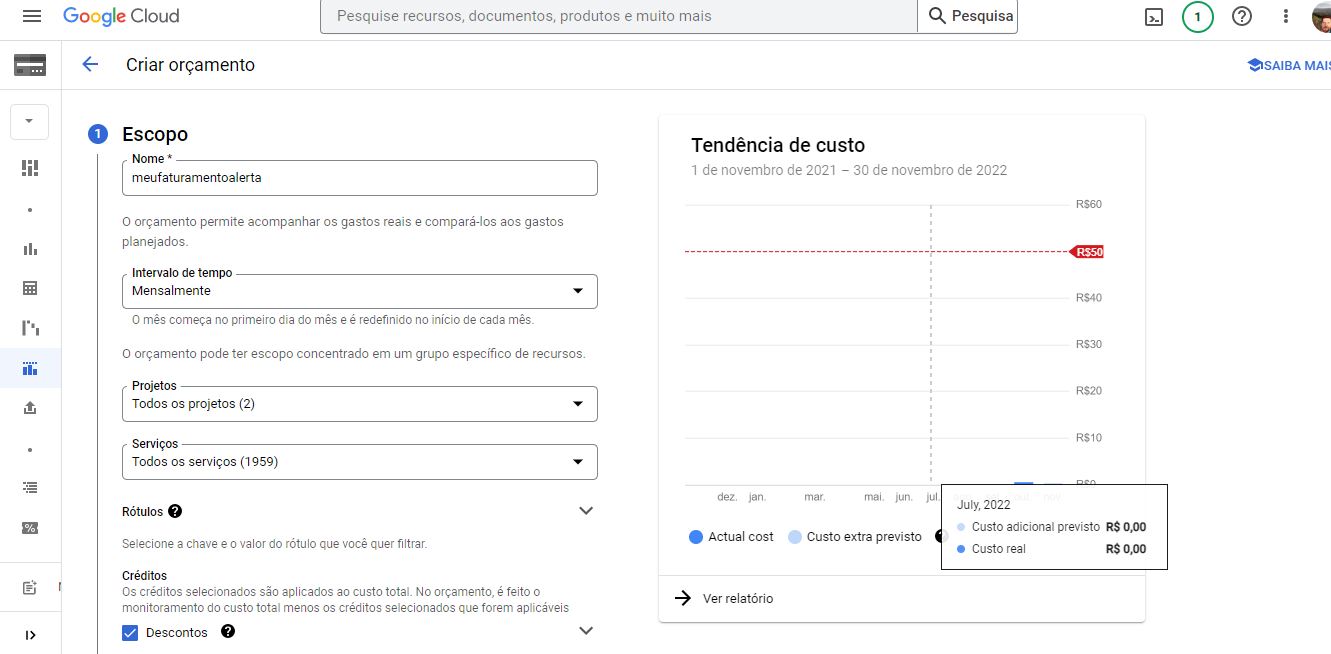 Google Cloud
Pesquise recursos, documentos, produtos e muito mais
Pesquisa
1
Criar orçamento
SAIBA MAIS
1
Escopo
Nome *
meufaturamentoalerta
O orçamento permite acompanhar os gastos reais e compará-los aos gastos
planejados.
Intervalo de tempo
Mensalmente
O mês começa no primeiro dia do mês e é redefinido no início de cada mês.
O orçamento pode ter escopo concentrado em um grupo específico de recursos.
Projetos
Todos os projetos (2)
Serviços
Todos os serviços (1959)
Rótulos ?
Selecione a chave e o valor do rótulo que você quer filtrar.
Créditos
Os créditos selecionados são aplicados ao custo total. No orçamento, é feito o
monitoramento do custo total menos os créditos selecionados que forem aplicáveis
Descontos ?
Tendência de custo
1 de novembro de 2021 – 30 de novembro de 2022
R$60
R$50
R$40
R$30
R$20
R$10
R$0
dez. jan. mar. mai. jun. jul. nov.
Actual cost Custo extra previsto
July, 2022
Custo adicional previsto R$ 0,00
Custo real R$ 0,00
Ver relatório